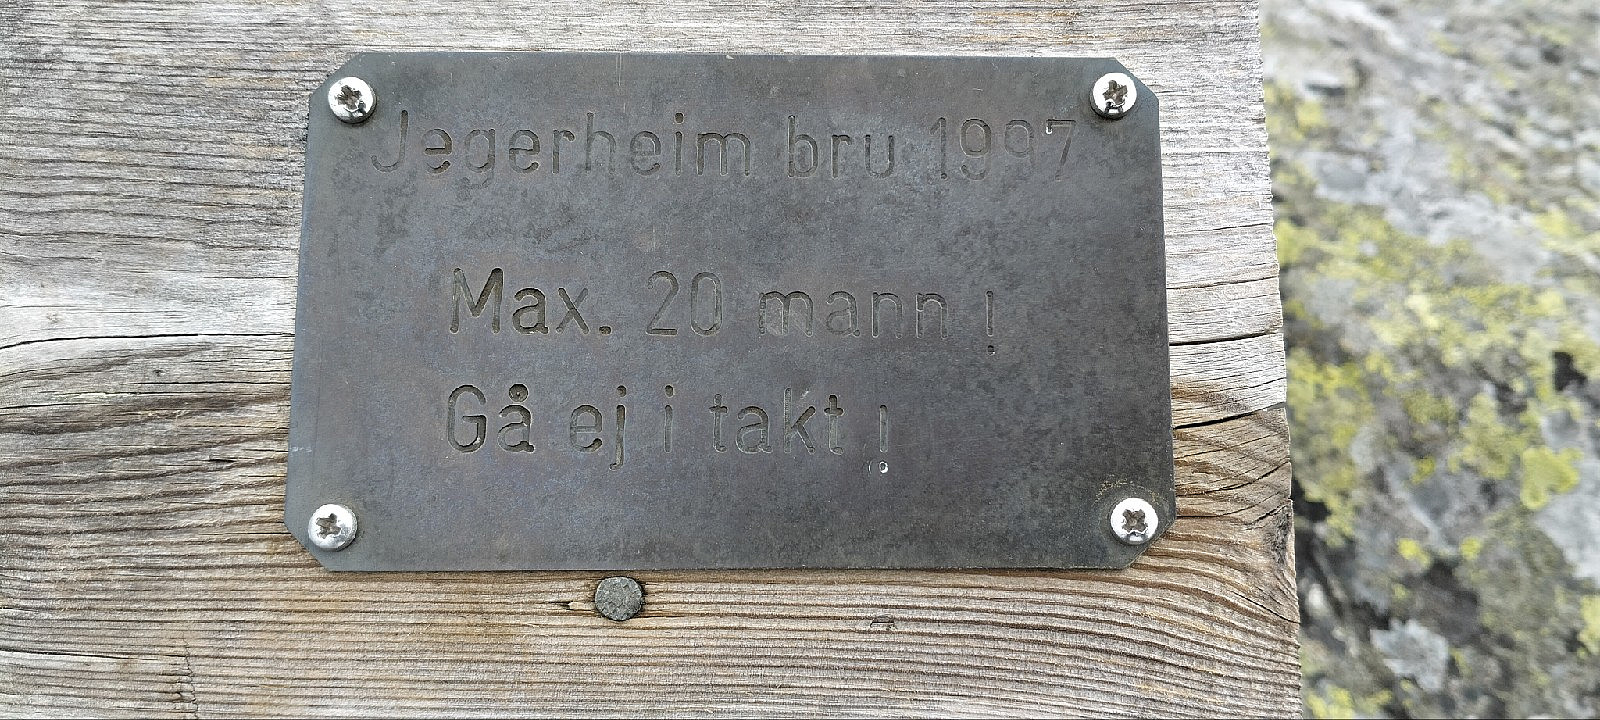 Jegerheim bru 1997
Max. 20 mann !
Gå ej i takt !